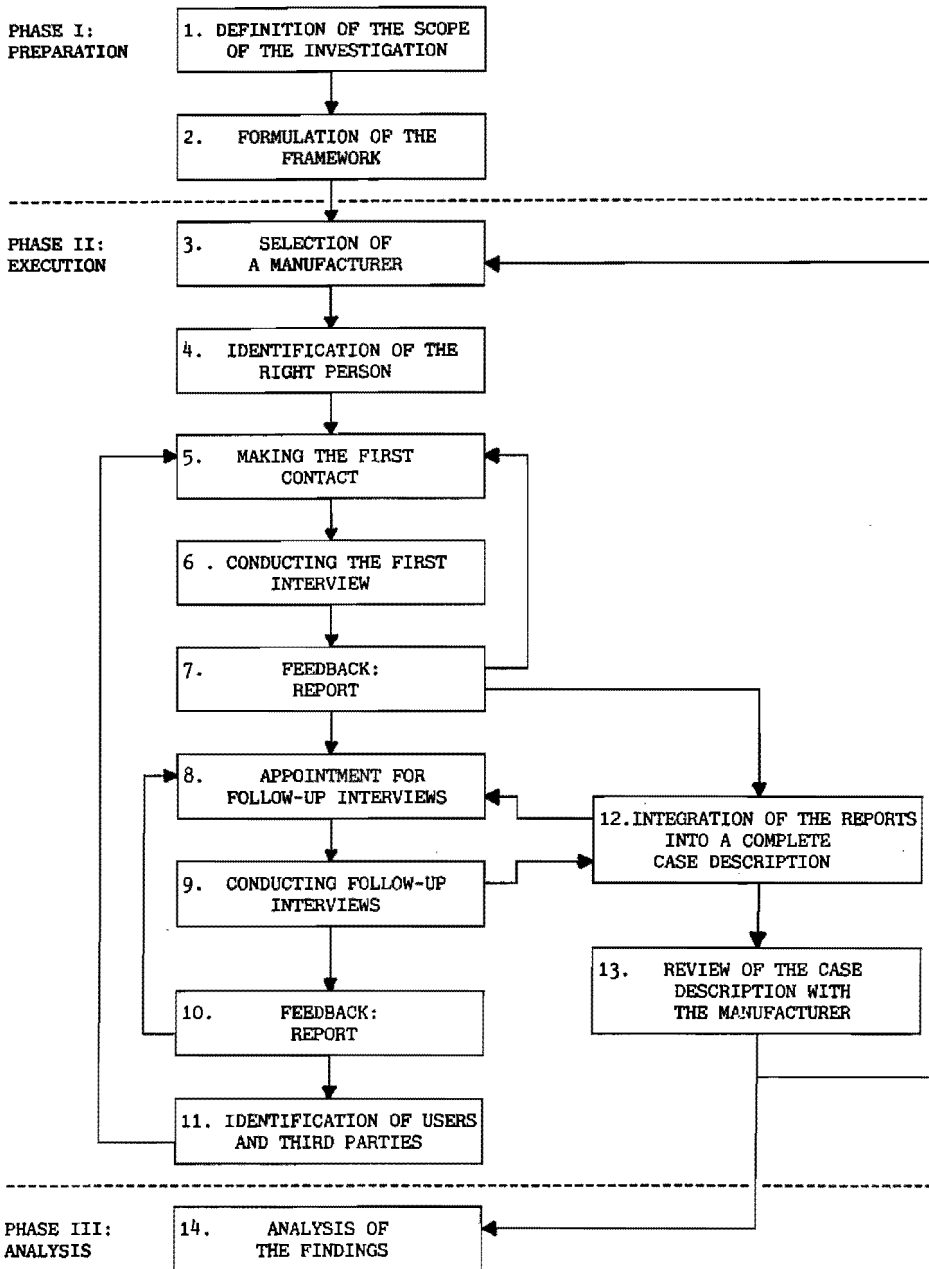 PHASE I:
PREPARATION
1. DEFINITION OF THE SCOPE
OF THE INVESTIGATION
2. FORMULATION OF THE
FRAMEWORK
PHASE II:
EXECUTION
3. SELECTION OF
A MANUFACTURER
4. IDENTIFICATION OF THE
RIGHT PERSON
5. MAKING THE FIRST
CONTACT
6 . CONDUCTING THE FIRST
INTERVIEW
7. FEEDBACK:
REPORT
8. APPOINTMENT FOR
FOLLOW-UP INTERVIEWS
9. CONDUCTING FOLLOW-UP
INTERVIEWS
10. FEEDBACK:
REPORT
11. IDENTIFICATION OF USERS
AND THIRD PARTIES
12.INTEGRATION OF THE REPORTS
INTO A COMPLETE
CASE DESCRIPTION
13. REVIEW OF THE CASE
DESCRIPTION WITH
THE MANUFACTURER
PHASE III:
ANALYSIS
14. ANALYSIS OF
THE FINDINGS